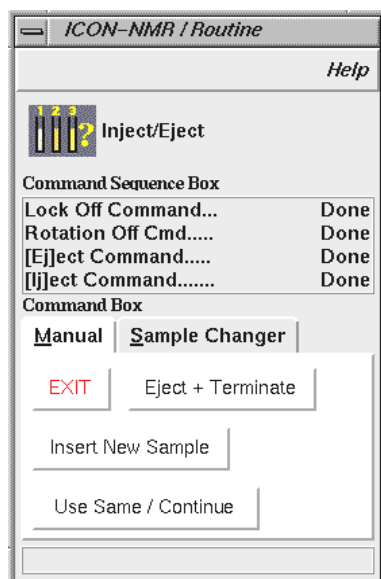 ICON-NMR / Routine
Help
1 2 3 ? Inject/Eject
Command Sequence Box
Lock Off Command... Done
Rotation Off Cmd..... Done
[Ej]ect Command..... Done
[Ij]ect Command....... Done
Command Box
Manual Sample Changer
EXIT Eject + Terminate
Insert New Sample
Use Same / Continue